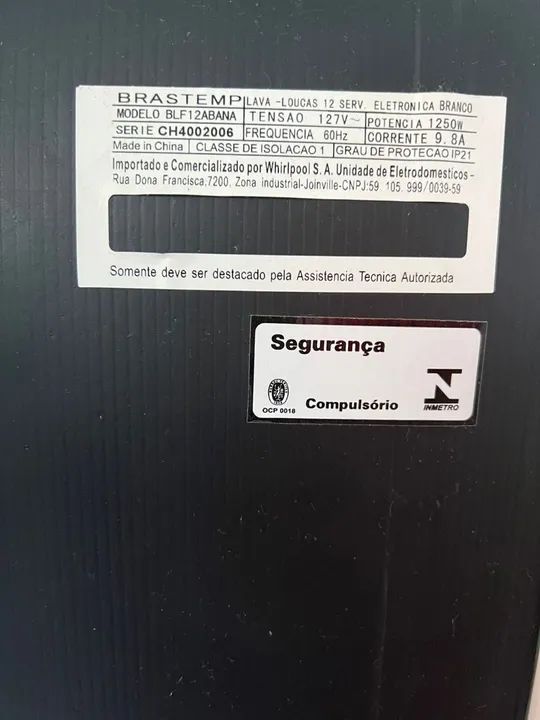 BRASTEMP LAVA -LOUCAS 12 SERV. ELETRONICA BRANCO
MODELO BLF12ABANA TENSAO 127V~ POTENCIA 1250W
SERIE CH4002006 FREQUENCIA 60Hz CORRENTE 9.8A
Made in China CLASSE DE ISOLACAO 1 GRAU DE PROTECAO IP21
Importado e Comercializado por Whirlpool S.A. Unidade de Eletrodomesticos-
Rua Dona Francisca,7200, Zona industrial-Joinville-CNPJ:59 105 999/0039-59
Somente deve ser destacado pela Assistencia Tecnica Autorizada
Segurança
OCP 0018
Compulsório
INMETRO